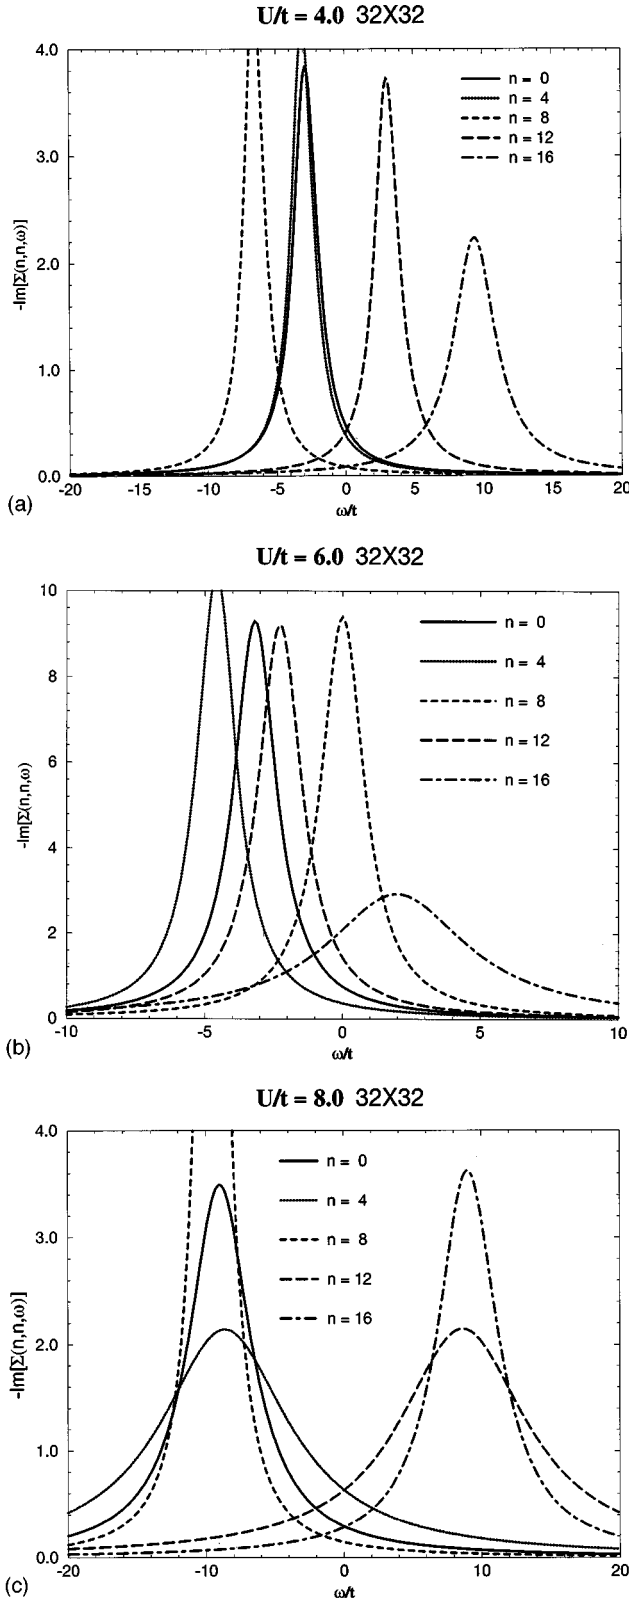 U/t = 4.0 32X32
4.0
3.0
2.0
1.0
0.0
-Im[Σ(n,n,ω)]
n = 0
n = 4
n = 8
n = 12
n = 16
-20 -15 -10 -5 0 5 10 15 20
ω/t
(a)
U/t = 6.0 32X32
10
8
6
4
2
0
-Im[Σ(n,n,ω)
n = 0
n = 4
n = 8
n = 12
n = 16
-10 -5 0 5 10
ω/t
(b)
U/t = 8.0 32X32
4.0
3.0
2.0
1.0
0.0
-Im[Σ(n,n,ω)]
n = 0
n = 4
n = 8
n = 12
n = 16
-20 -10 0 10 20
ω/t
(c)